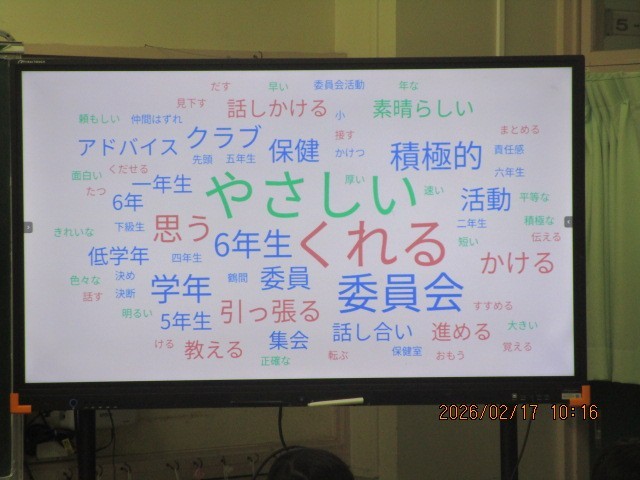 だす 早い 委員会活動 年な
見下す 話しかける 小 素晴らしい
頼もしい 仲間はずれ 接す まとめる
アドバイス クラブ 保健 かけつ 積極的 責任感
先頭 五年生
面白い くだせる 厚い 六年生
たつ 一年生 やさしい 速い 活動 平等な
6年 積極な
きれいな 下級生 思う 6年生 くれる 二年生 伝える
低学年 四年生 短い かける
色々な 決め 学年 鶴間 委員 委員会
話す 決断
明るい 5年生 引っ張る すすめる
集会 話し合い 進める 大きい
ける 教える 正確な 転ぶ 保健室 おもう 覚える
5-
2026/02/17 10:16